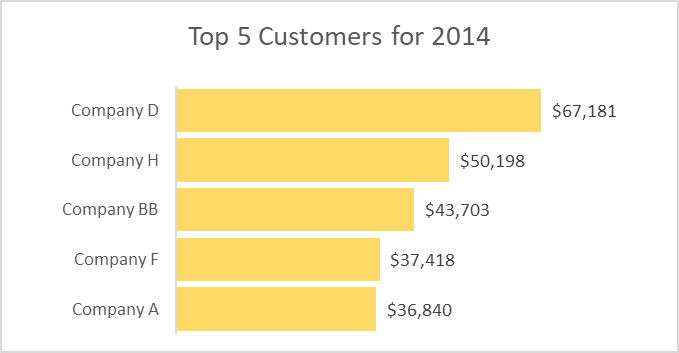 Top 5 Customers for 2014
Company D $67,181
Company H $50,198
Company BB $43,703
Company F $37,418
Company A $36,840